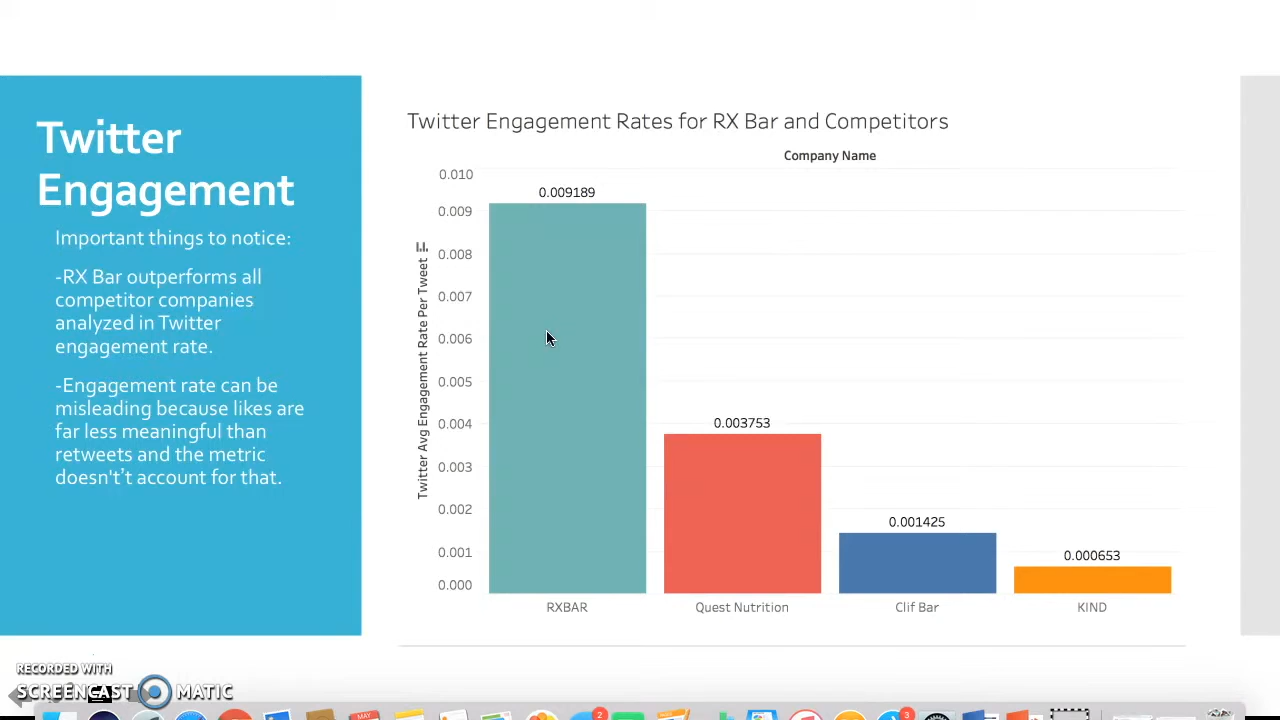 Twitter
Engagement
Important things to notice:
-RX Bar outperforms all
competitor companies
analyzed in Twitter
engagement rate.
-Engagement rate can be
misleading because likes are
far less meaningful than
retweets and the metric
doesn't’t account for that.
Twitter Engagement Rates for RX Bar and Competitors
Company Name
Twitter Avg Engagement Rate Per Tweet
0.010
0.009
0.008
0.007
0.006
0.005
0.004
0.003
0.002
0.001
0.000
0.009189
0.003753
0.001425
0.000653
RXBAR
Quest Nutrition
Clif Bar
KIND
RECORDED WITH
SCREENCAST MATIC
MAY
2
3